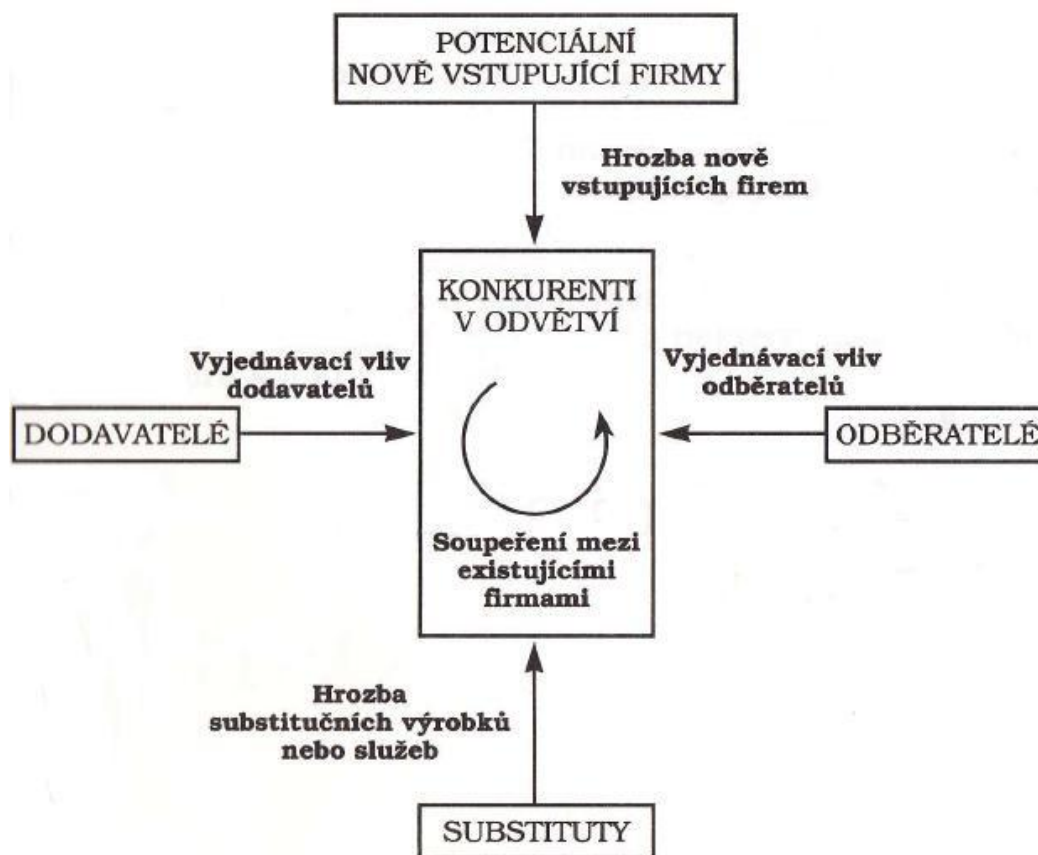 POTENCIÁLNÍ
NOVĚ VSTUPUJÍCÍ FIRMY
Hrozba nově
vstupujících firem
KONKURENTI
V ODVĚTVÍ
Vyjednávací vliv
dodavatelů
Vyjednávací vliv
odběratelů
DODAVATELÉ
ODBĚRATELÉ
Soupeření mezi
existujícími
firmami
Hrozba
substitučních výrobků
nebo služeb
SUBSTITUTY